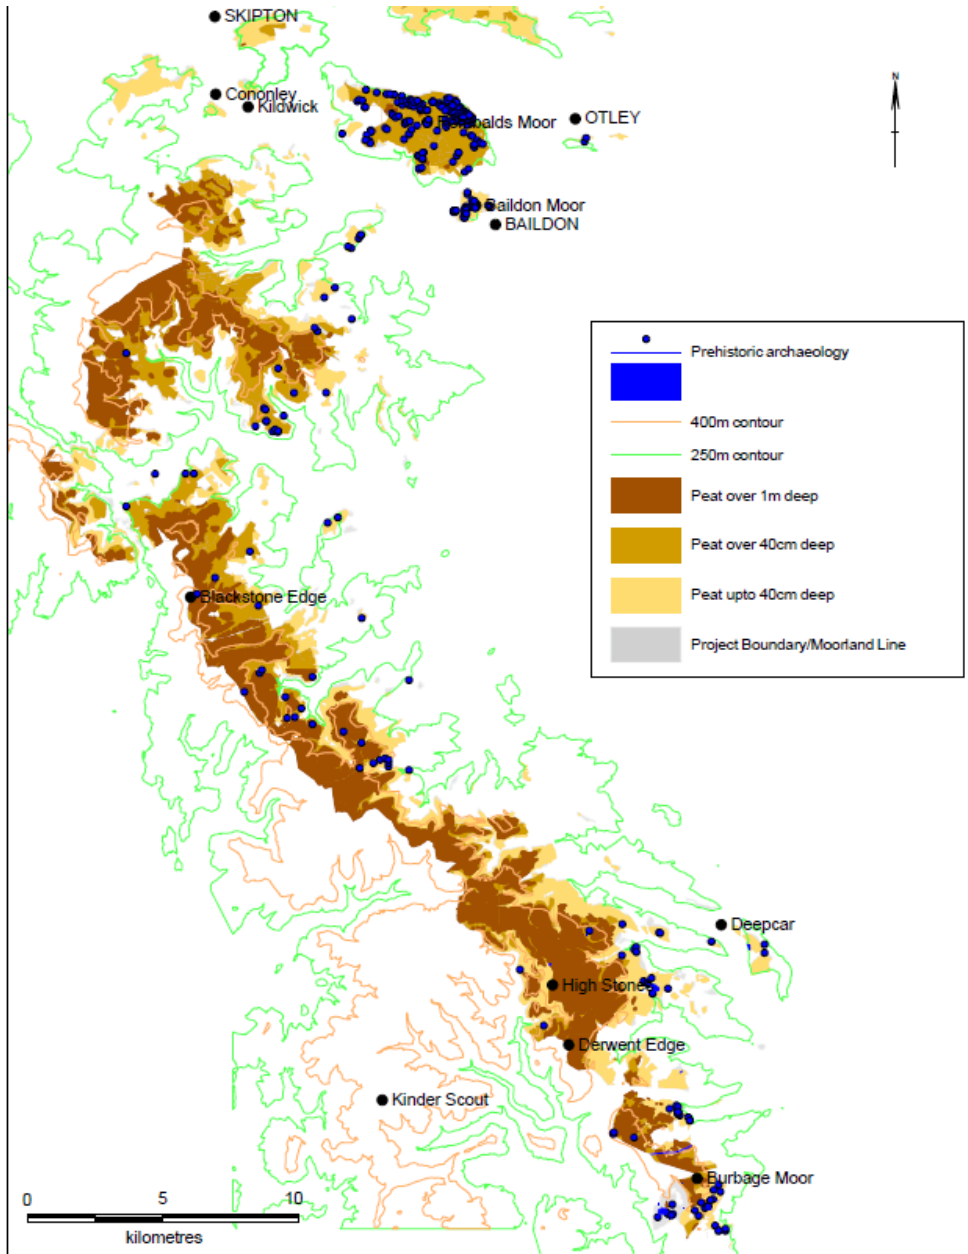 SKIPTON
Cononley
Kildwick
Rombalds Moor
OTLEY
N
Baildon Moor
BAILDON
Prehistoric archaeology
400m contour
250m contour
Peat over 1m deep
Peat over 40cm deep
Peat upto 40cm deep
Project Boundary/Moorland Line
Blackstone Edge
Deepcar
High Stones
Derwent Edge
Kinder Scout
Burbage Moor
0 5 10
kilometres